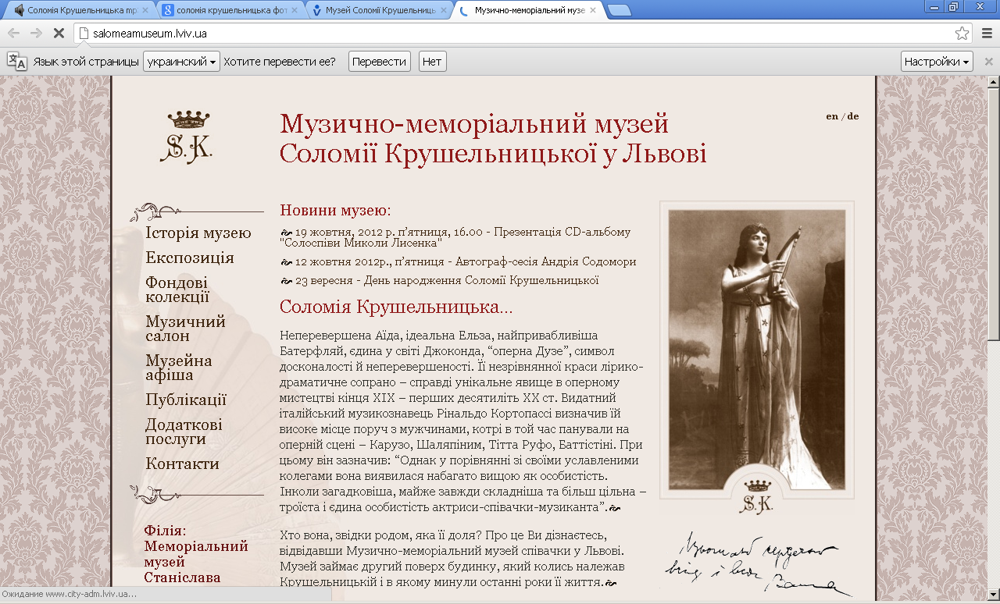 Соломія Крушельницька тра
соломія крушельницька фот
Музей Соломії Крушельниць
Музично-меморіальний музе
salomeamuseum.lviv.ua
Язык этой страницы украинский Хотите перевести ее? Перевести Нет Настройки
S.K.
Музично-меморіальний музей
Соломії Крушельницької у Львові
en / de
Історія музею
Експозиція
Фондові
колекції
Музичний
салон
Музейна
афіша
Публікації
Додаткові
послуги
Контакти
Філія:
Меморіальний
музей
Станіслава
Новини музею:
19 жовтня, 2012 р. п'ятниця, 16.00 - Презентація CD-альбому
"Солоспіви Миколи Лисенка"
12 жовтня 2012р., п'ятниця - Автограф-сесія Андрія Содомори
23 вересня - День народження Соломії Крушельницької
Соломія Крушельницька...
Неперевершена Аїда, ідеальна Ельза, найпривабливіша
Батерфляй, єдина у світі Джоконда, “оперна Дузе”, символ
досконалості й неперевершеності. Її незрівнянної краси лірико-
драматичне сопрано – справді унікальне явище в оперному
мистецтві кінця XIX – перших десятиліть XX ст. Видатний
італійський музикознавець Рінальдо Кортопассі визначив їй
високе місце поруч з мужчинами, котрі в той час панували на
оперній сцені – Карузо, Шаляпіним, Тітта Руфо, Баттістіні. При
цьому він зазначив: “Однак у порівнянні зі своїми уславленими
колегами вона виявилася набагато вищою як особистість.
Інколи загадковіша, майже завжди складніша та більш цільна –
троїста і єдина особистість актриси-співачки-музиканта”.
Хто вона, звідки родом, яка її доля? Про це Ви дізнаєтесь,
відвідавши Музично-меморіальний музей співачки у Львові.
Музей займає другий поверх будинку, який колись належав
Крушельницькій і в якому минули останні роки її життя.
S.K.
Ожидание www.city-adm.lviv.ua...